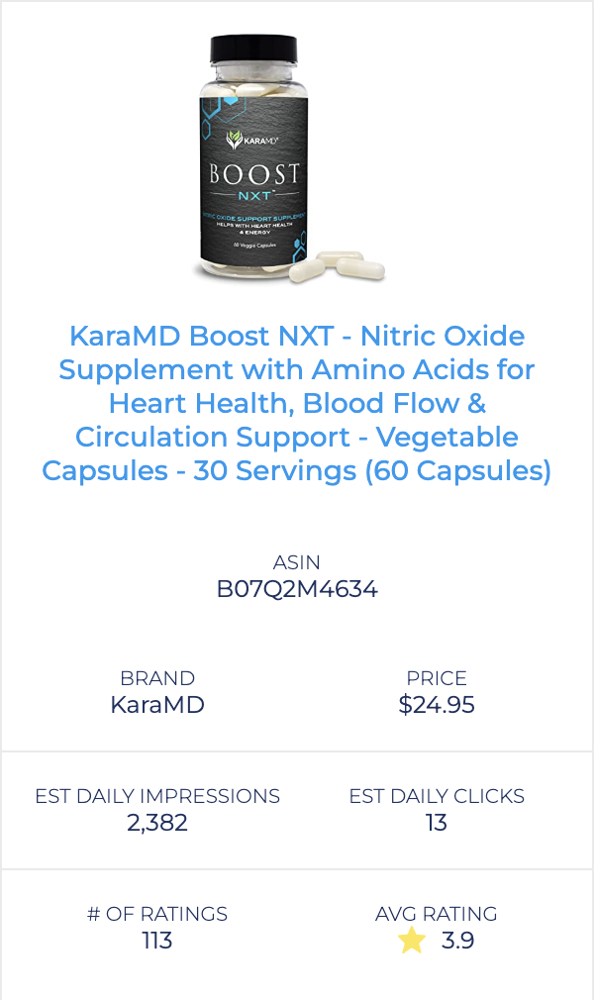 KARAMD®
BOOST
NXT™
NITRIC OXIDE SUPPORT SUPPLEMENT
HELPS WITH HEART HEALTH
& ENERGY
60 Veggie Capsules
KaraMD Boost NXT - Nitric Oxide
Supplement with Amino Acids for
Heart Health, Blood Flow &
Circulation Support - Vegetable
Capsules - 30 Servings (60 Capsules)
ASIN
B07Q2M4634
BRAND
KaraMD
PRICE
$24.95
EST DAILY IMPRESSIONS
2,382
EST DAILY CLICKS
13
# OF RATINGS
113
AVG RATING
3.9